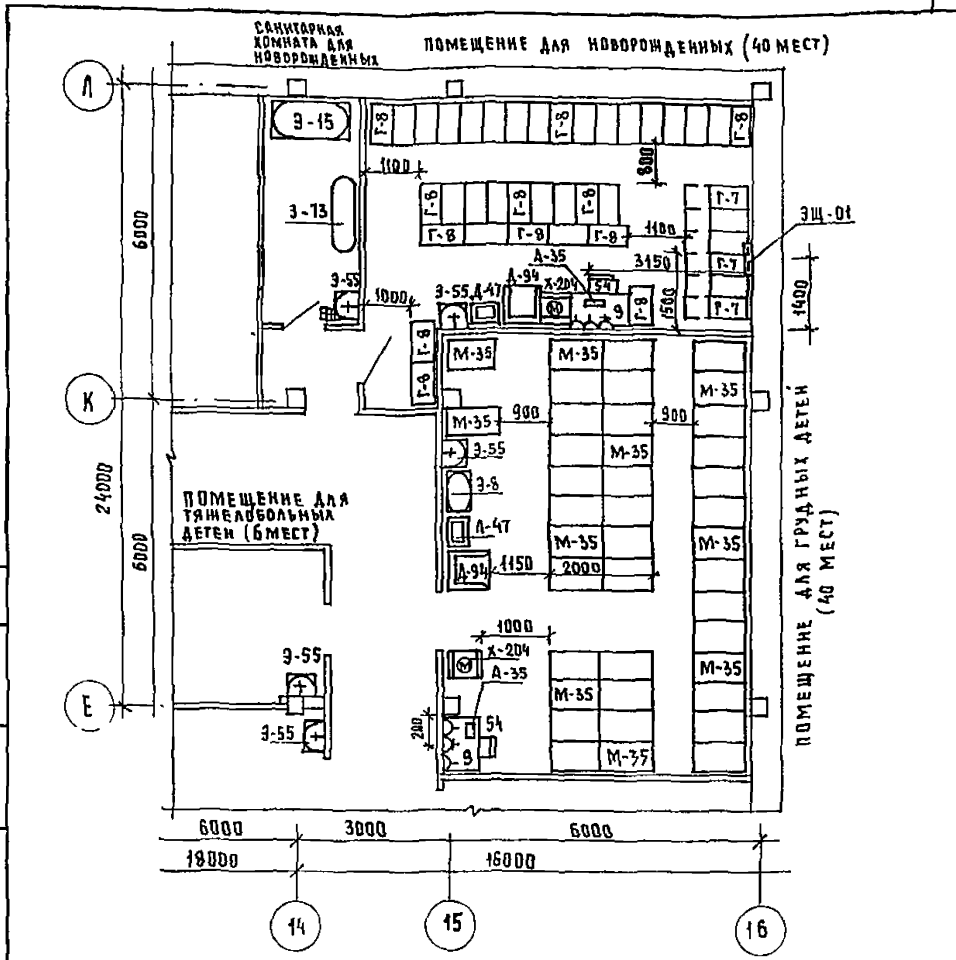 САНИТАРНАЯ
КОМНАТА ДЛЯ
НОВОРОЖДЕННЫХ
ПОМЕЩЕНИЕ ДЛЯ НОВОРОЖДЕННЫХ (40 МЕСТ)
Л
Э-15
Г-8
Г-8
Г-8
1100
800
Э-73
Г-8
Г-8
Г-8
Г-7
ЭЩ-01
Г-8
Г-8
Г-8
1100
6000
А-35
3150
Г-7
Э-55
1000
Э-55
Л-47
Д-94
Х-204
54
М
9
Г-8
1500
Г-7
1400
Г-8
Г-8
М-35
М-35
М-35
К
М-35
900
900
Э-55
М-35
Э-8
24000
ПОМЕЩЕНИЕ ДЛЯ
ТЯЖЕЛОБОЛЬНЫХ
ДЕТЕЙ (6 МЕСТ)
Л-47
М-35
М-35
6000
Д-94
1150
2000
ПОМЕЩЕНИЕ ДЛЯ ГРУДНЫХ ДЕТЕЙ
(40 МЕСТ)
1000
Э-55
Х-204
М
А-35
М-35
М-35
Е
Э-55
200
54
9
М-35
6000
3000
6000
18000
16000
14
15
16